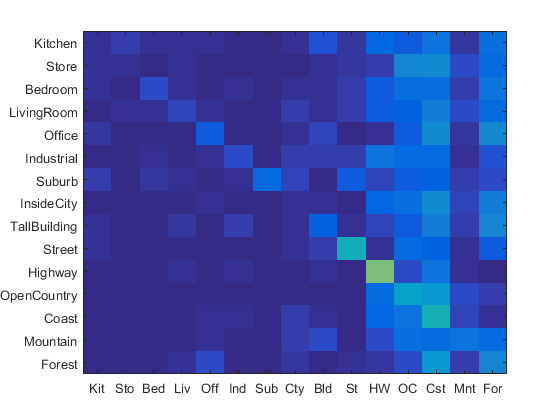 Kitchen
Store
Bedroom
LivingRoom
Office
Industrial
Suburb
InsideCity
TallBuilding
Street
Highway
OpenCountry
Coast
Mountain
Forest
Kit Sto Bed Liv Off Ind Sub Cty Bld St HW OC Cst Mnt For